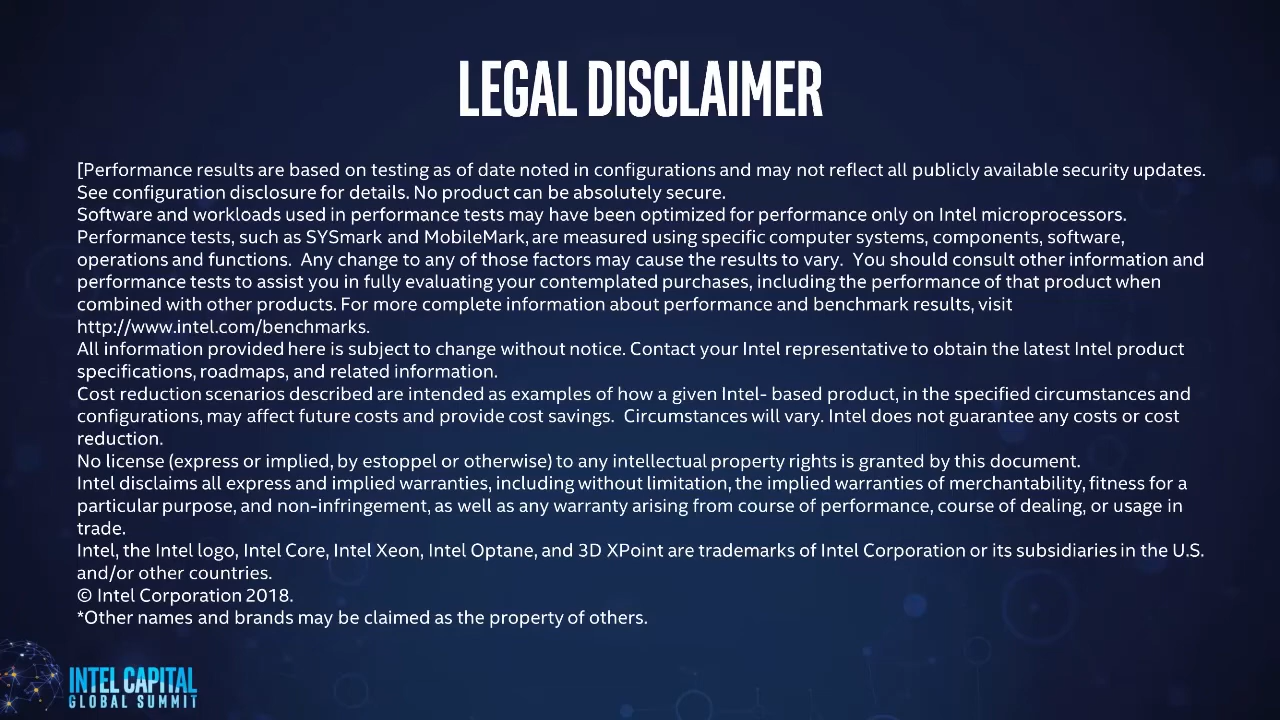 LEGAL DISCLAIMER
[Performance results are based on testing as of date noted in configurations and may not reflect all publicly available security updates.
See configuration disclosure for details. No product can be absolutely secure.
Software and workloads used in performance tests may have been optimized for performance only on Intel microprocessors.
Performance tests, such as SYSmark and MobileMark, are measured using specific computer systems, components, software,
operations and functions.  Any change to any of those factors may cause the results to vary.  You should consult other information and
performance tests to assist you in fully evaluating your contemplated purchases, including the performance of that product when
combined with other products. For more complete information about performance and benchmark results, visit
http://www.intel.com/benchmarks.
All information provided here is subject to change without notice. Contact your Intel representative to obtain the latest Intel product
specifications, roadmaps, and related information.
Cost reduction scenarios described are intended as examples of how a given Intel- based product, in the specified circumstances and
configurations, may affect future costs and provide cost savings.  Circumstances will vary. Intel does not guarantee any costs or cost
reduction.
No license (express or implied, by estoppel or otherwise) to any intellectual property rights is granted by this document.
Intel disclaims all express and implied warranties, including without limitation, the implied warranties of merchantability, fitness for a
particular purpose, and non-infringement, as well as any warranty arising from course of performance, course of dealing, or usage in
trade.
Intel, the Intel logo, Intel Core, Intel Xeon, Intel Optane, and 3D XPoint are trademarks of Intel Corporation or its subsidiaries in the U.S.
and/or other countries.
© Intel Corporation 2018.
*Other names and brands may be claimed as the property of others.
INTEL CAPITAL
GLOBAL SUMMIT